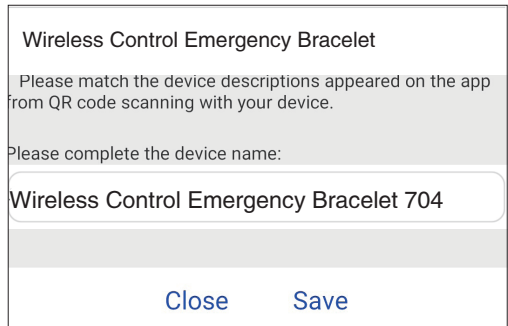 Wireless Control Emergency Bracelet
Please match the device descriptions appeared on the app
from QR code scanning with your device.
Please complete the device name:
Wireless Control Emergency Bracelet 704
Close Save